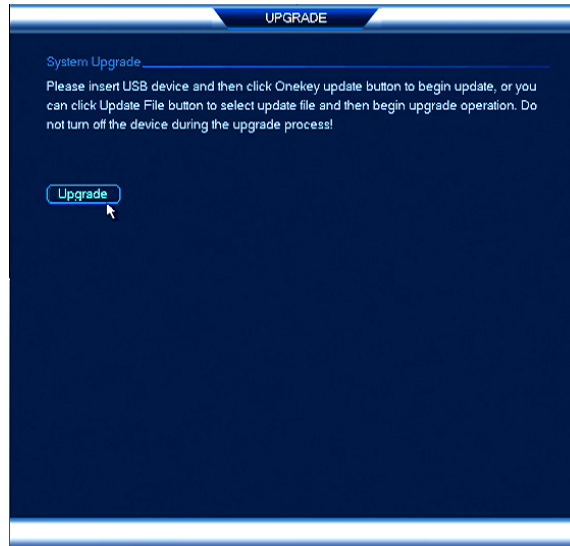 UPGRADE
System Upgrade
Please insert USB device and then click Onekey update button to begin update, or you
can click Update File button to select update file and then begin upgrade operation. Do
not turn off the device during the upgrade process!
Upgrade